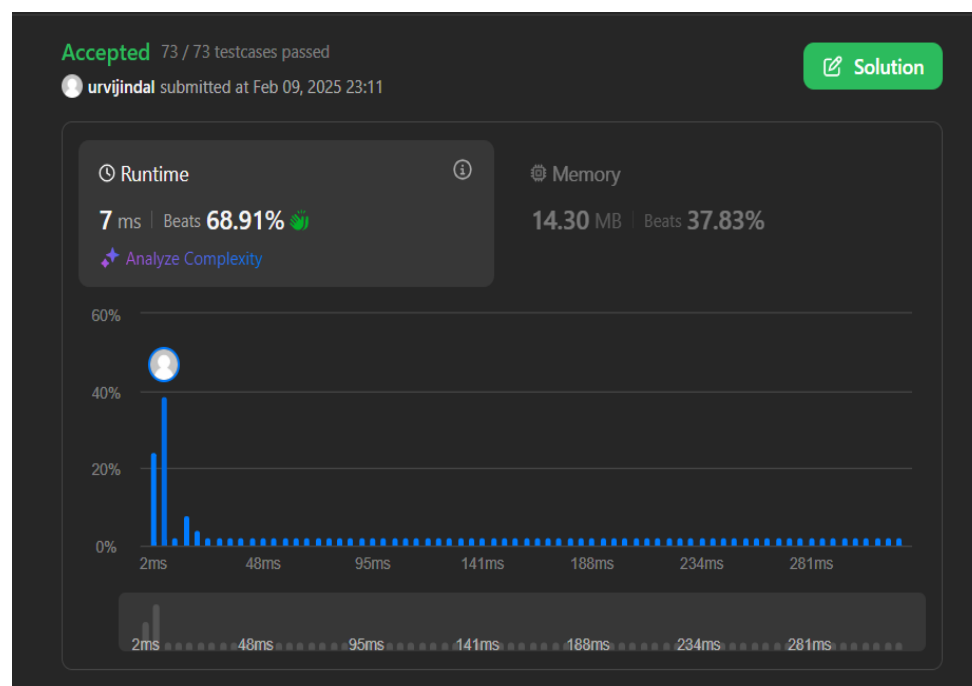 Accepted 73 / 73 testcases passed
urvijindal submitted at Feb 09, 2025 23:11
Solution
Runtime
7 ms | Beats 68.91%
Analyze Complexity
Memory
14.30 MB | Beats 37.83%
60%
40%
20%
0%
2ms 48ms 95ms 141ms 188ms 234ms 281ms
2ms 48ms 95ms 141ms 188ms 234ms 281ms